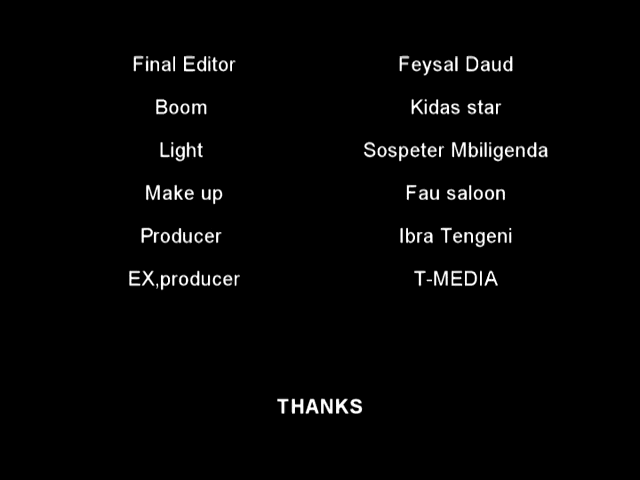 Final Editor Feysal Daud
Boom Kidas star
Light Sospeter Mbiligenda
Make up Fau saloon
Producer Ibra Tengeni
EX,producer T-MEDIA
THANKS